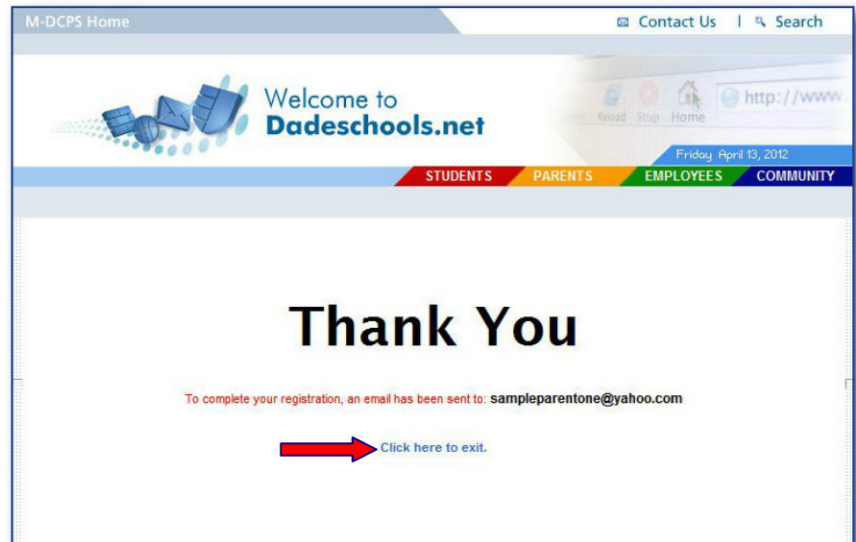 M-DCPS Home
Contact Us | Search
Welcome to
Dadeschools.net
http://www.
Reload Stop Home
Friday April 13, 2012
STUDENTS PARENTS EMPLOYEES COMMUNITY
Thank You
To complete your registration, an email has been sent to: sampleparentone@yahoo.com
Click here to exit.